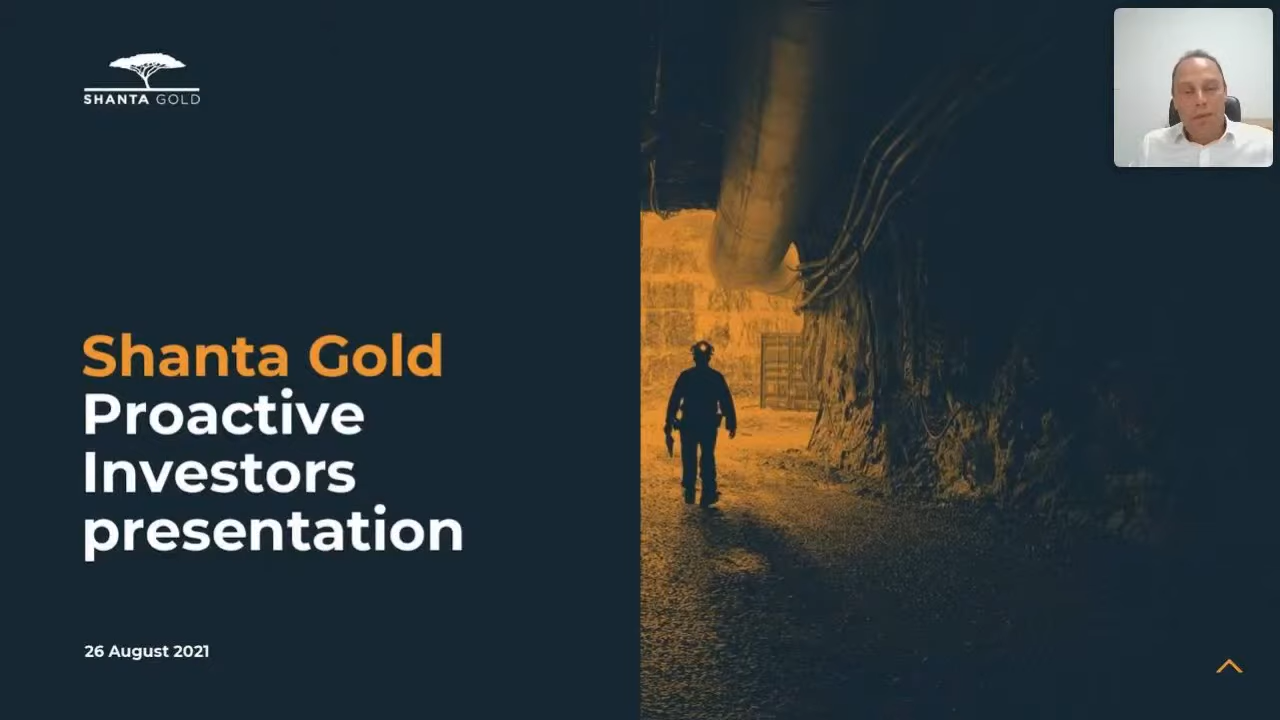 SHANTA GOLD
Shanta Gold
Proactive
Investors
presentation
26 August 2021